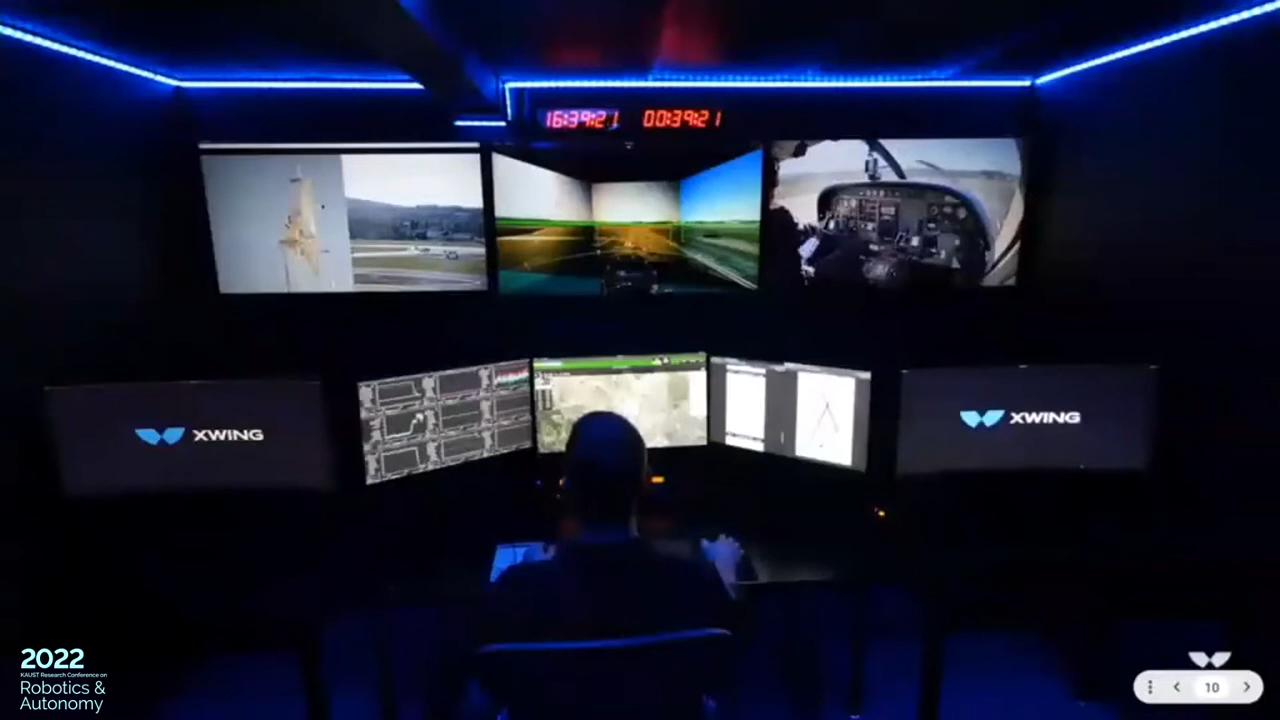 16:39:21 00:39:21
XWING
XWING
2022
KAUST Research Conference on
Robotics &
Autonomy
10